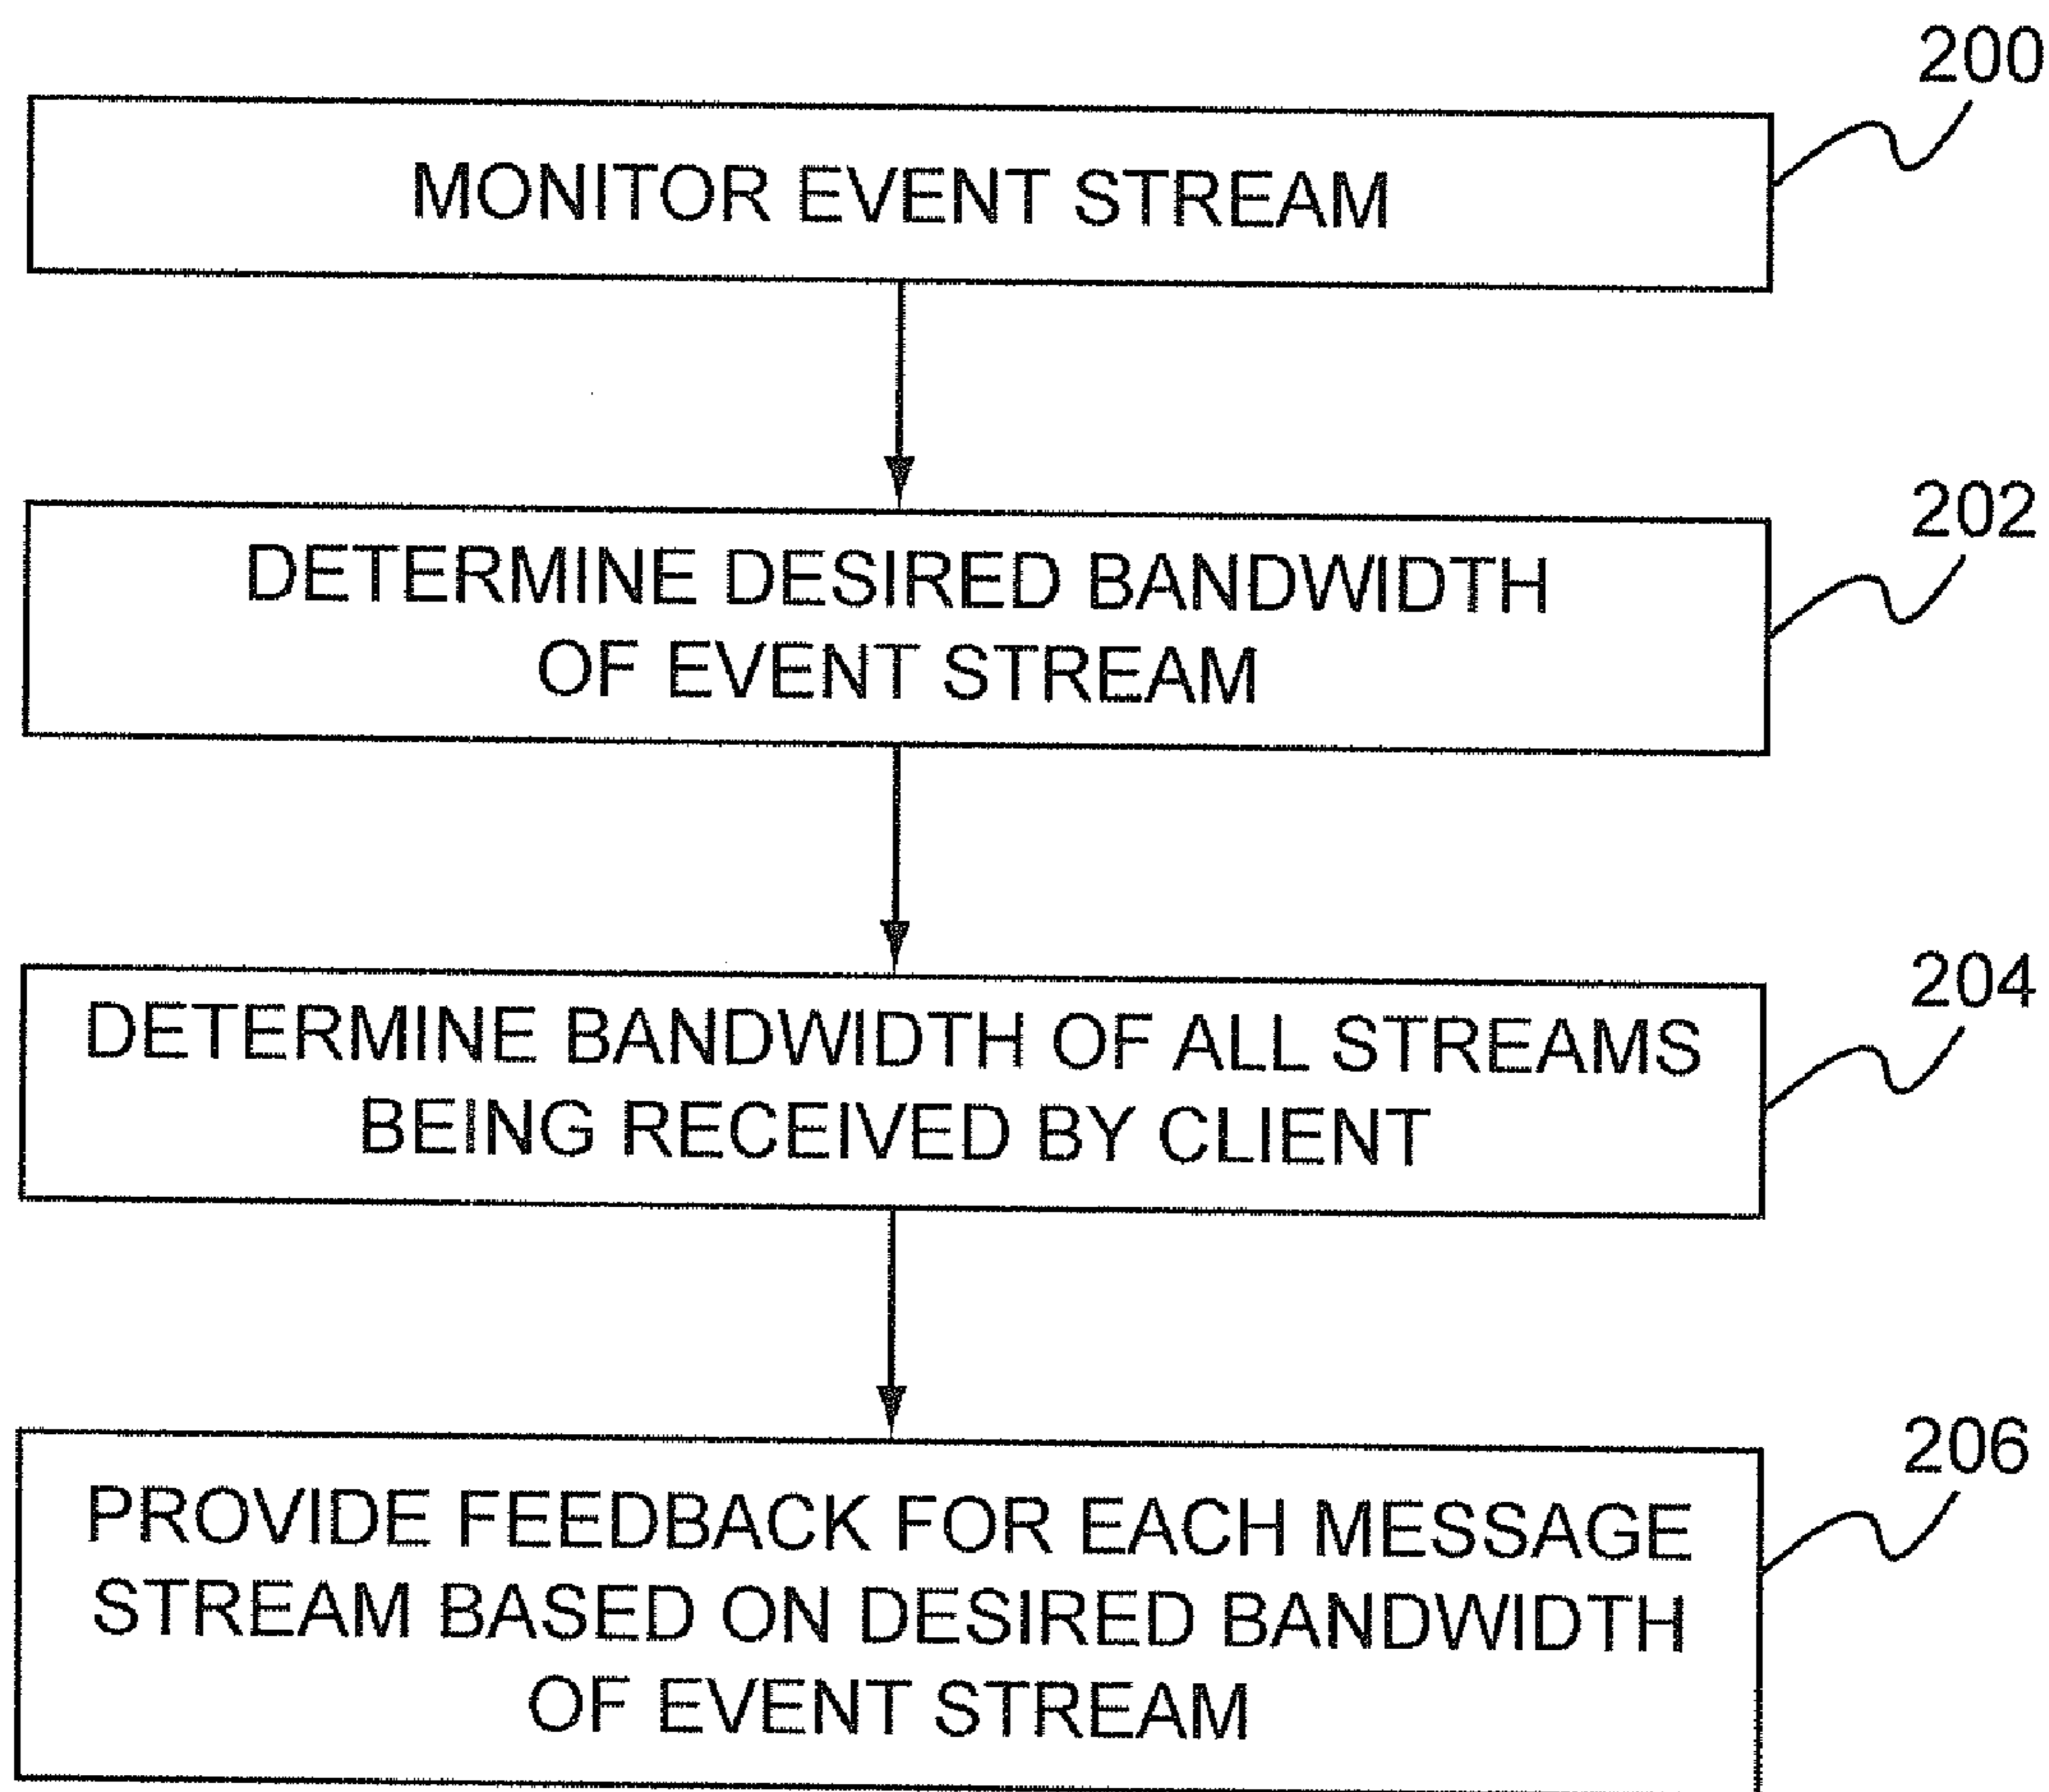 200
MONITOR EVENT STREAM
202
DETERMINE DESIRED BANDWIDTH
OF EVENT STREAM
204
DETERMINE BANDWIDTH OF ALL STREAMS
BEING RECEIVED BY CLIENT
206
PROVIDE FEEDBACK FOR EACH MESSAGE
STREAM BASED ON DESIRED BANDWIDTH
OF EVENT STREAM